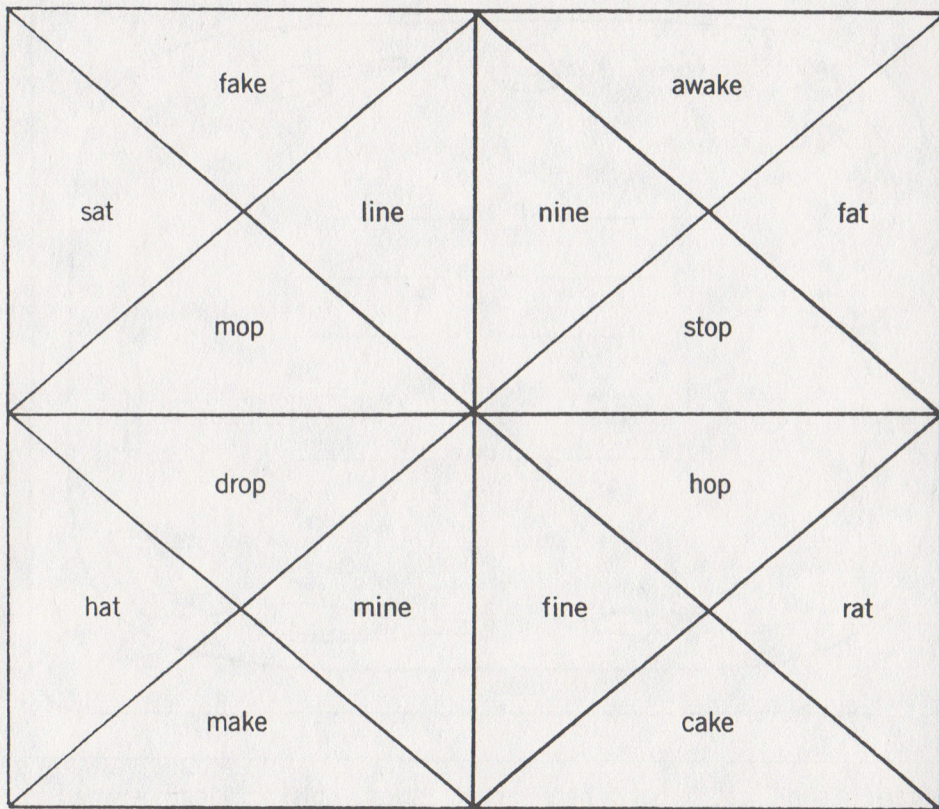 fake
awake
sat
line
nine
fat
mop
stop
drop
hop
hat
mine
fine
rat
make
cake